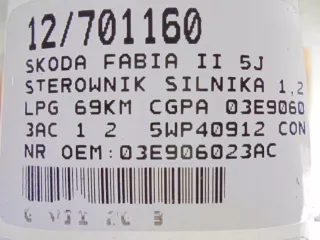 12/701160
SKODA FABIA II 5J
STEROWNIK SILNIKA 1,2
LPG 69KM CGPA 03E9060
3AC 1 2 5WP40912 CON
NR OEM:03E906023AC